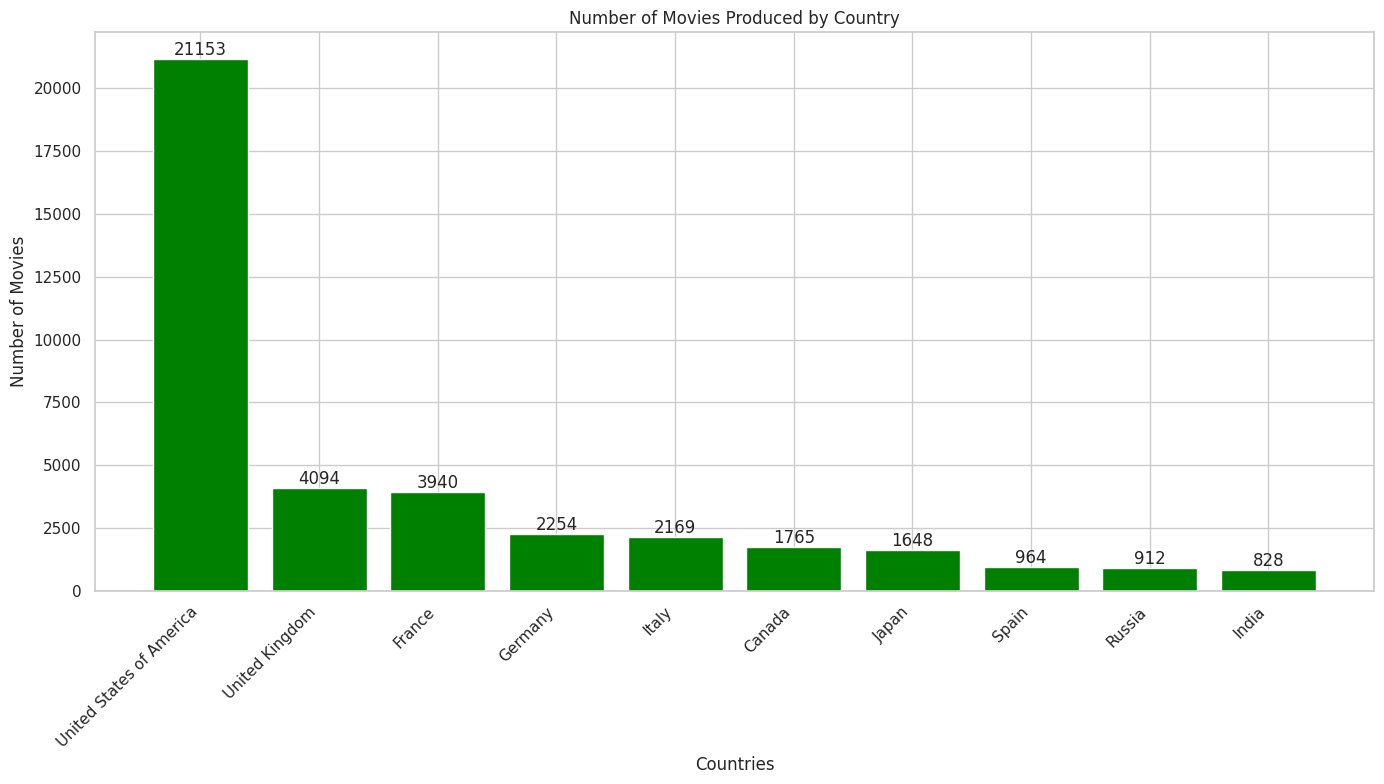 Number of Movies Produced by Country
Number of Movies
20000
17500
15000
12500
10000
7500
5000
2500
0
21153
4094
3940
2254
2169
1765
1648
964
912
828
United States of America
United Kingdom
France
Germany
Italy
Canada
Japan
Spain
Russia
India
Countries